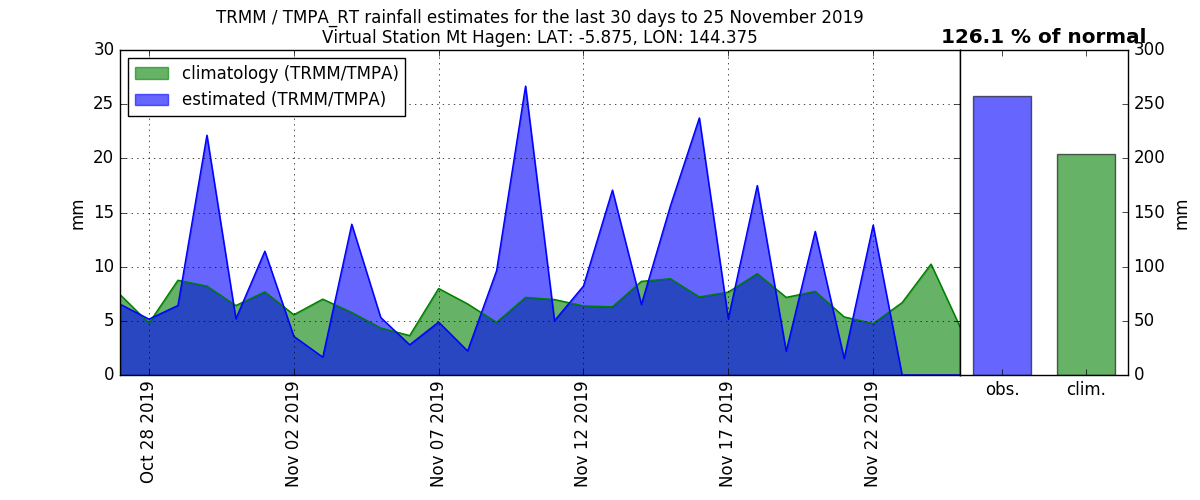 TRMM / TMPA_RT rainfall estimates for the last 30 days to 25 November 2019
Virtual Station Mt Hagen: LAT: -5.875, LON: 144.375
126.1 % of normal
climatology (TRMM/TMPA)
estimated (TRMM/TMPA)
30
25
20
15
10
5
0
mm
300
250
200
150
100
50
0
mm
Oct 28 2019
Nov 02 2019
Nov 07 2019
Nov 12 2019
Nov 17 2019
Nov 22 2019
obs.
clim.